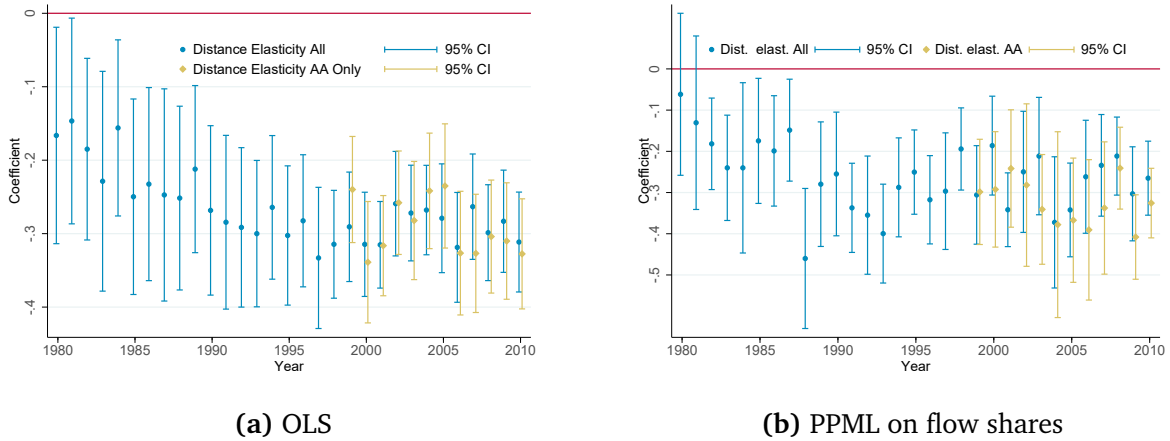 0
-.1
-.2
-.3
-.4
Coefficient
Distance Elasticity All 95% CI
Distance Elasticity AA Only 95% CI
1980 1985 1990 1995 2000 2005 2010
Year
(a) OLS
0
-.1
-.2
-.3
-.4
-.5
Coefficient
Dist. elast. All 95% CI Dist. elast. AA 95% CI
1980 1985 1990 1995 2000 2005 2010
Year
(b) PPML on flow shares